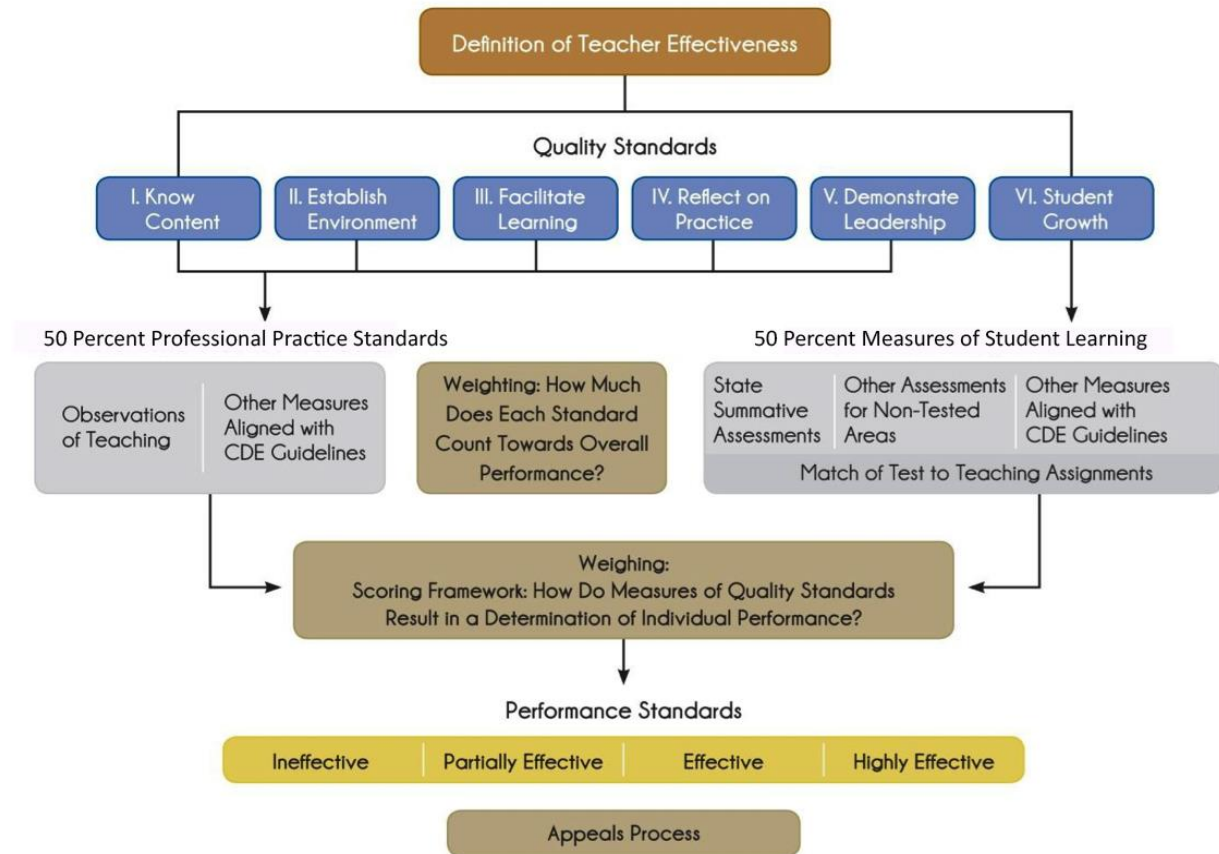 Definition of Teacher Effectiveness
Quality Standards
I. Know
Content
II. Establish
Environment
III. Facilitate
Learning
IV. Reflect on
Practice
V. Demonstrate
Leadership
VI. Student
Growth
50 Percent Professional Practice Standards
50 Percent Measures of Student Learning
Observations
of Teaching
Other Measures
Aligned with
CDE Guidelines
Weighting: How Much
Does Each Standard
Count Towards Overall
Performance?
State
Summative
Assessments
Other Assessments
for Non-Tested
Areas
Other Measures
Aligned with
CDE Guidelines
Match of Test to Teaching Assignments
Weighing:
Scoring Framework: How Do Measures of Quality Standards
Result in a Determination of Individual Performance?
Performance Standards
Ineffective
Partially Effective
Effective
Highly Effective
Appeals Process